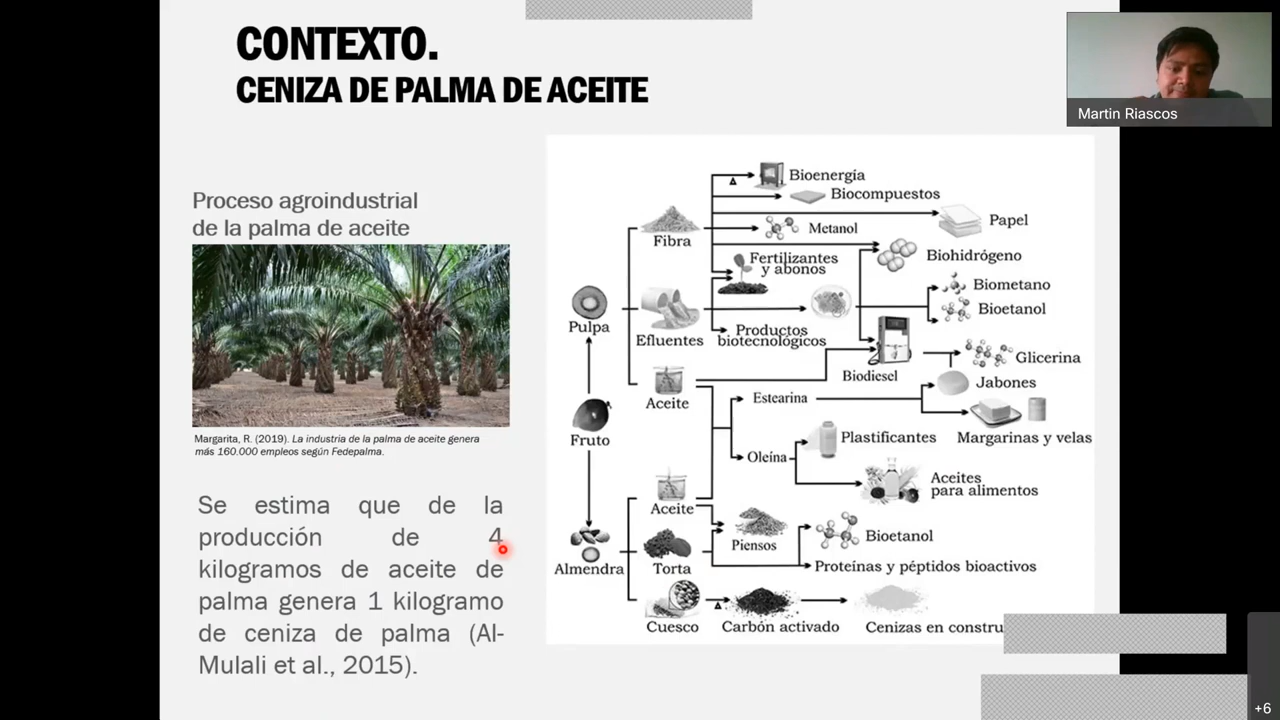 CONTEXTO.
CENIZA DE PALMA DE ACEITE
Martin Riascos
Proceso agroindustrial
de la palma de aceite
Margarita, R. (2019). La industria de la palma de aceite genera
más 160.000 empleos según Fedepalma.
Se estima que de la
producción de 4
kilogramos de aceite de
palma genera 1 kilogramo
de ceniza de palma (Al-
Mulali et al., 2015).
Bioenergía
Biocompuestos
Papel
Fibra
Metanol
Biohidrógeno
Fertilizantes
y abonos
Biometano
Bioetanol
Pulpa
Efluentes
Productos
biotecnológicos
Glicerina
Biodiesel
Jabones
Aceite
Estearina
Fruto
Plastificantes
Margarinas y velas
Oleína
Aceites
para alimentos
Aceite
Piensos
Bioetanol
Almendra
Torta
Proteínas y péptidos bioactivos
Cuesco
Carbón activado
Cenizas en constru
+6